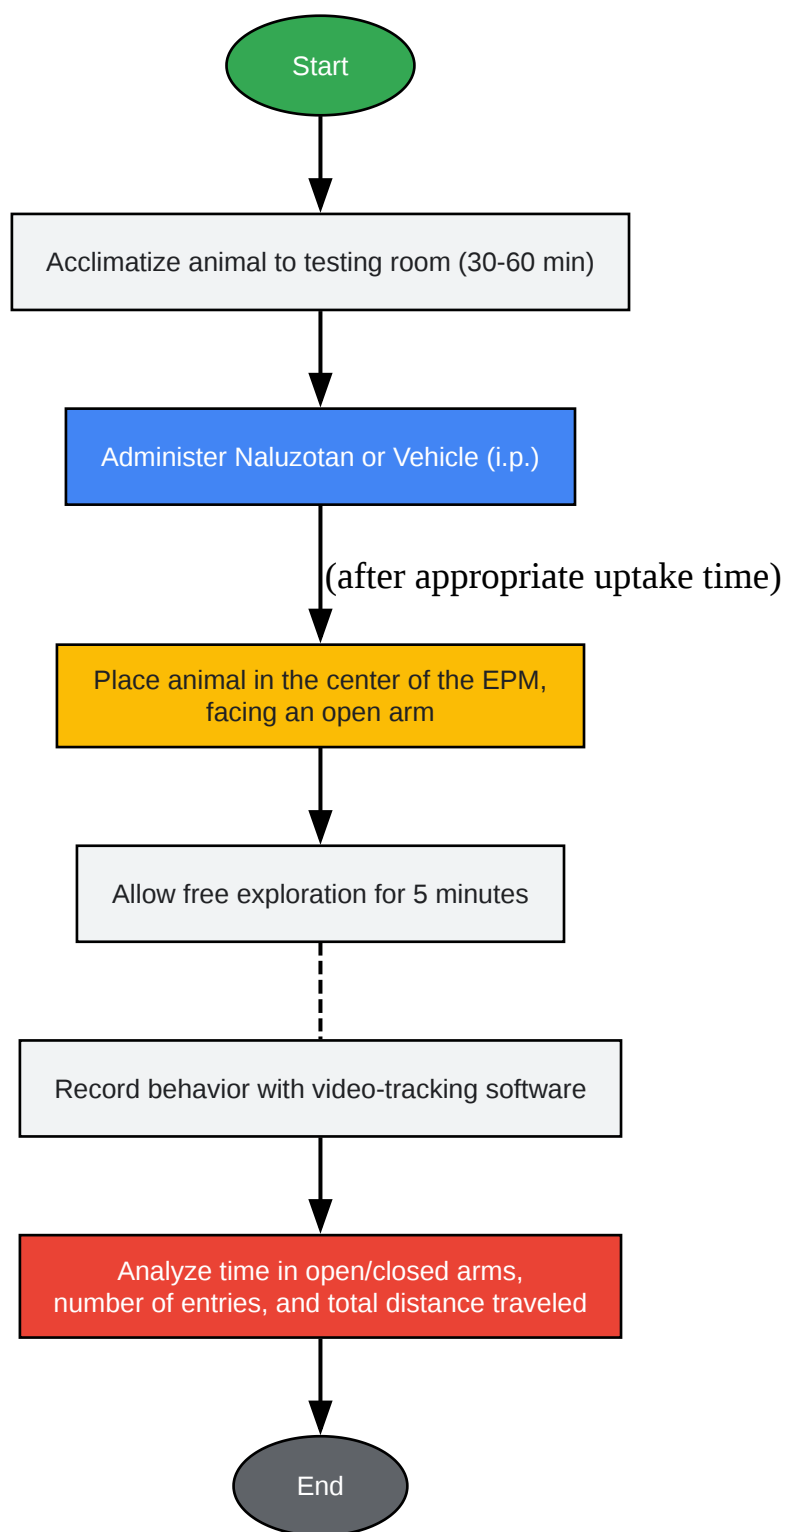 Start
Acclimatize animal to testing room (30-60 min)
Administer Naluzotan or Vehicle (i.p.)
(after appropriate uptake time)
Place animal in the center of the EPM,
facing an open arm
Allow free exploration for 5 minutes
Record behavior with video-tracking software
Analyze time in open/closed arms,
number of entries, and total distance traveled
End